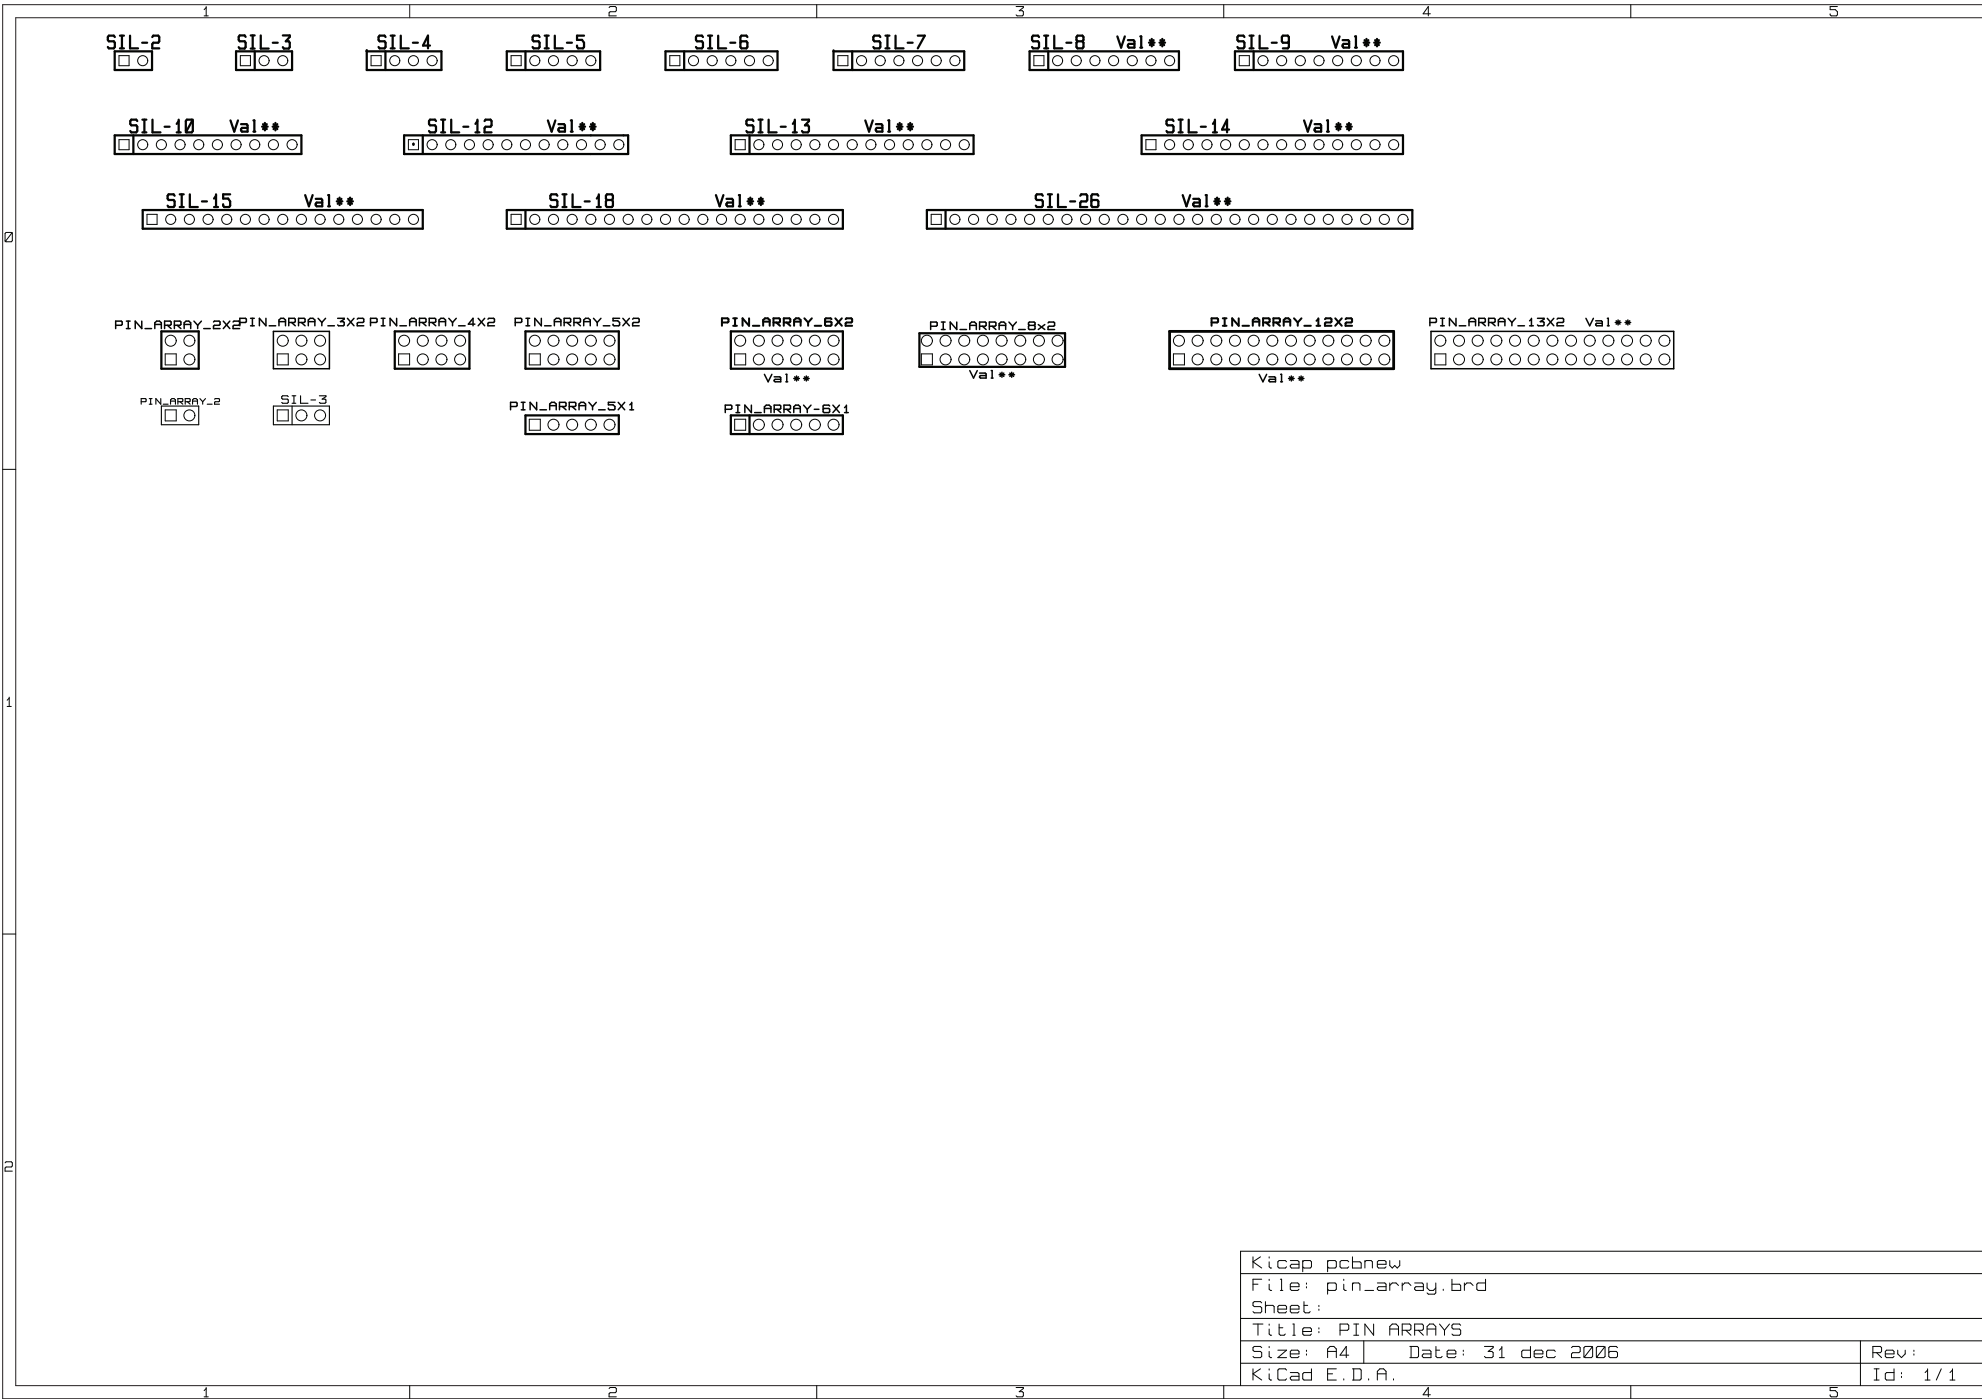 1 2 3 4 5
SIL-2 SIL-3 SIL-4 SIL-5 SIL-6 SIL-7 SIL-8 Val** SIL-9 Val**
SIL-10 Val** SIL-12 Val** SIL-13 Val** SIL-14 Val**
SIL-15 Val** SIL-18 Val** SIL-26 Val**
0
PIN_ARRAY_2X2 PIN_ARRAY_3X2 PIN_ARRAY_4X2 PIN_ARRAY_5X2 PIN_ARRAY_6X2 PIN_ARRAY_8x2 PIN_ARRAY_12X2 PIN_ARRAY_13X2 Val**
Val** Val** Val**
PIN_ARRAY_2 SIL-3 PIN_ARRAY_5X1 PIN_ARRAY-6X1
1
2
Kicap pcbnew
File: pin_array.brd
Sheet:
Title: PIN ARRAYS
Size: A4 Date: 31 dec 2006 Rev:
KiCad E.D.A. Id: 1/1
1 2 3 4 5